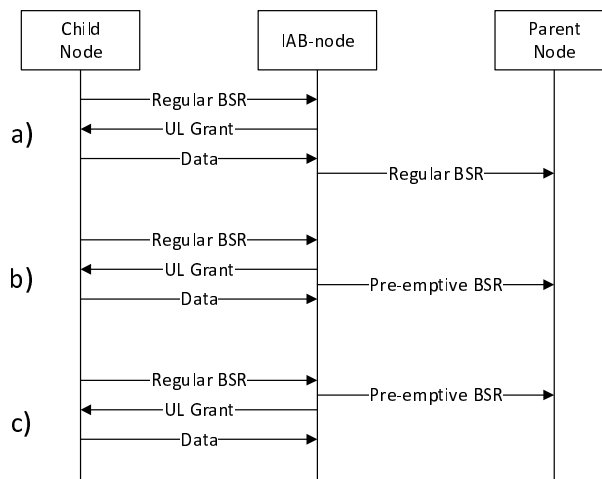 Child
Node
IAB-node
Parent
Node
a)
Regular BSR
UL Grant
Data
Regular BSR
b)
Regular BSR
UL Grant
Pre-emptive BSR
Data
c)
Regular BSR
Pre-emptive BSR
UL Grant
Data